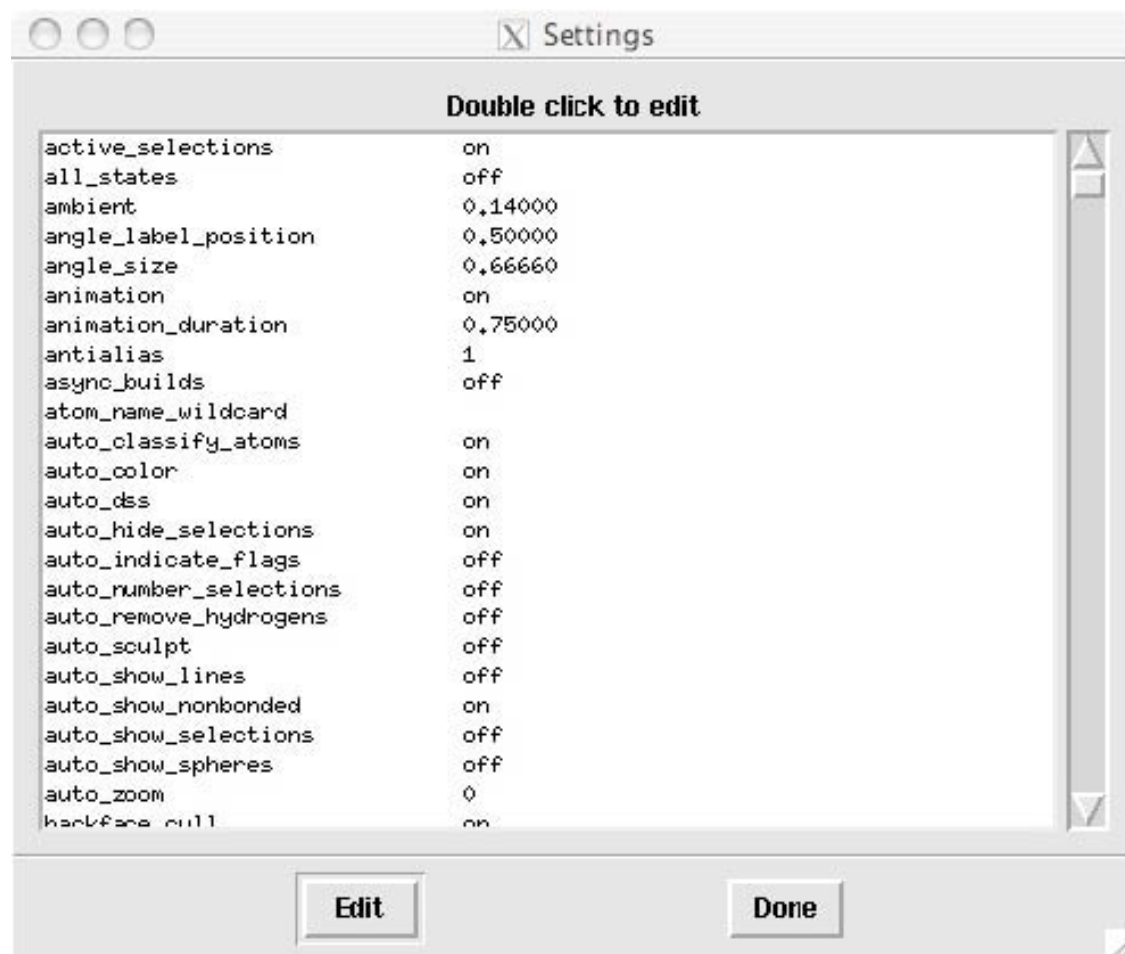 X Settings
Double click to edit
active_selections on
all_states off
ambient 0.14000
angle_label_position 0.50000
angle_size 0.66660
animation on
animation_duration 0.75000
antialias 1
async_builds off
atom_name_wildcard
auto_classify_atoms on
auto_color on
auto_dss on
auto_hide_selections on
auto_indicate_flags off
auto_number_selections off
auto_remove_hydrogens off
auto_sculpt off
auto_show_lines off
auto_show_nonbonded on
auto_show_selections off
auto_show_spheres off
auto_zoom 0
backface_cull on
Edit Done